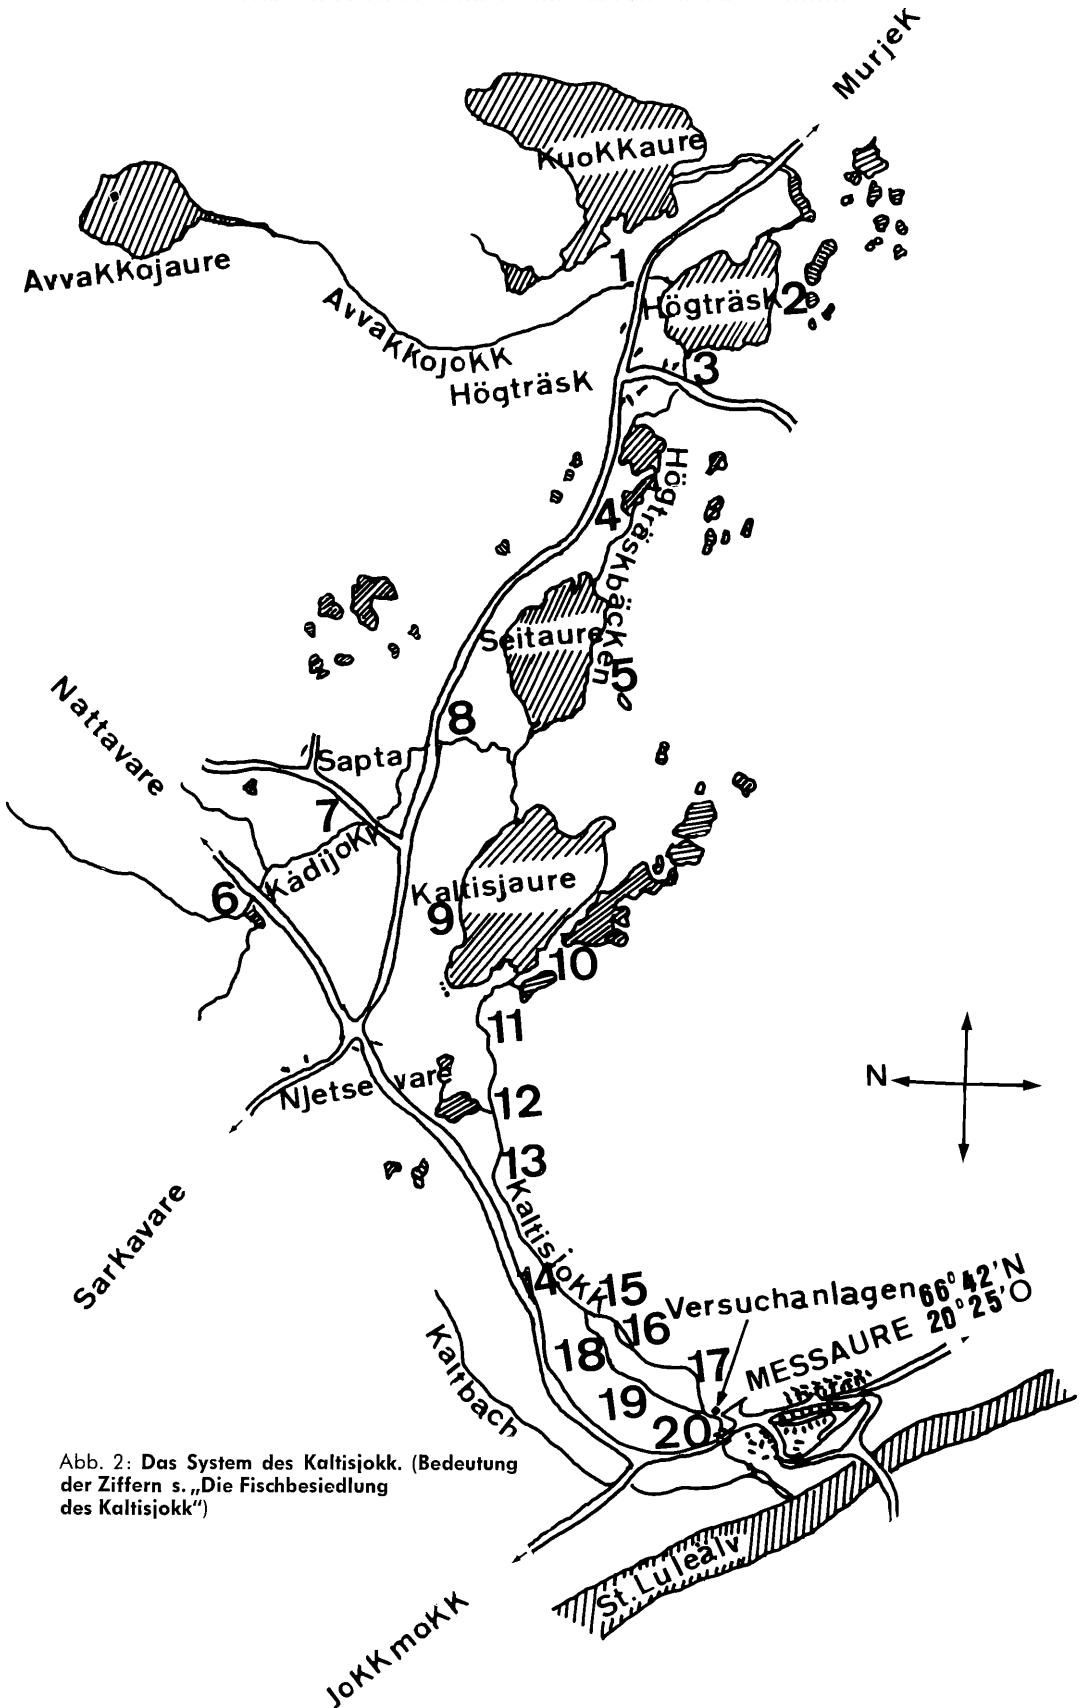 Murjek
Kuokkaure
Avvakkojaure
1
Avvakkojokk
Högträsk
2
3
Högträsk
Högträskbäcken
4
Seitaure
5
Nattavare
8
Sapta
7
Kådijokk
6
Kaltisjaure
9
10
11
Njetsevare
12
N
13
Sarkavare
Kaltisjokk
14
15
16
Versuchanlagen 66° 42' N
20° 25' O
MESSAURE
17
18
19
20
Kaltbach
Abb. 2: Das System des Kaltisjokk. (Bedeutung
der Ziffern s. „Die Fischbesiedlung
des Kaltisjokk“)
St. Luleälv
Jokkmokk